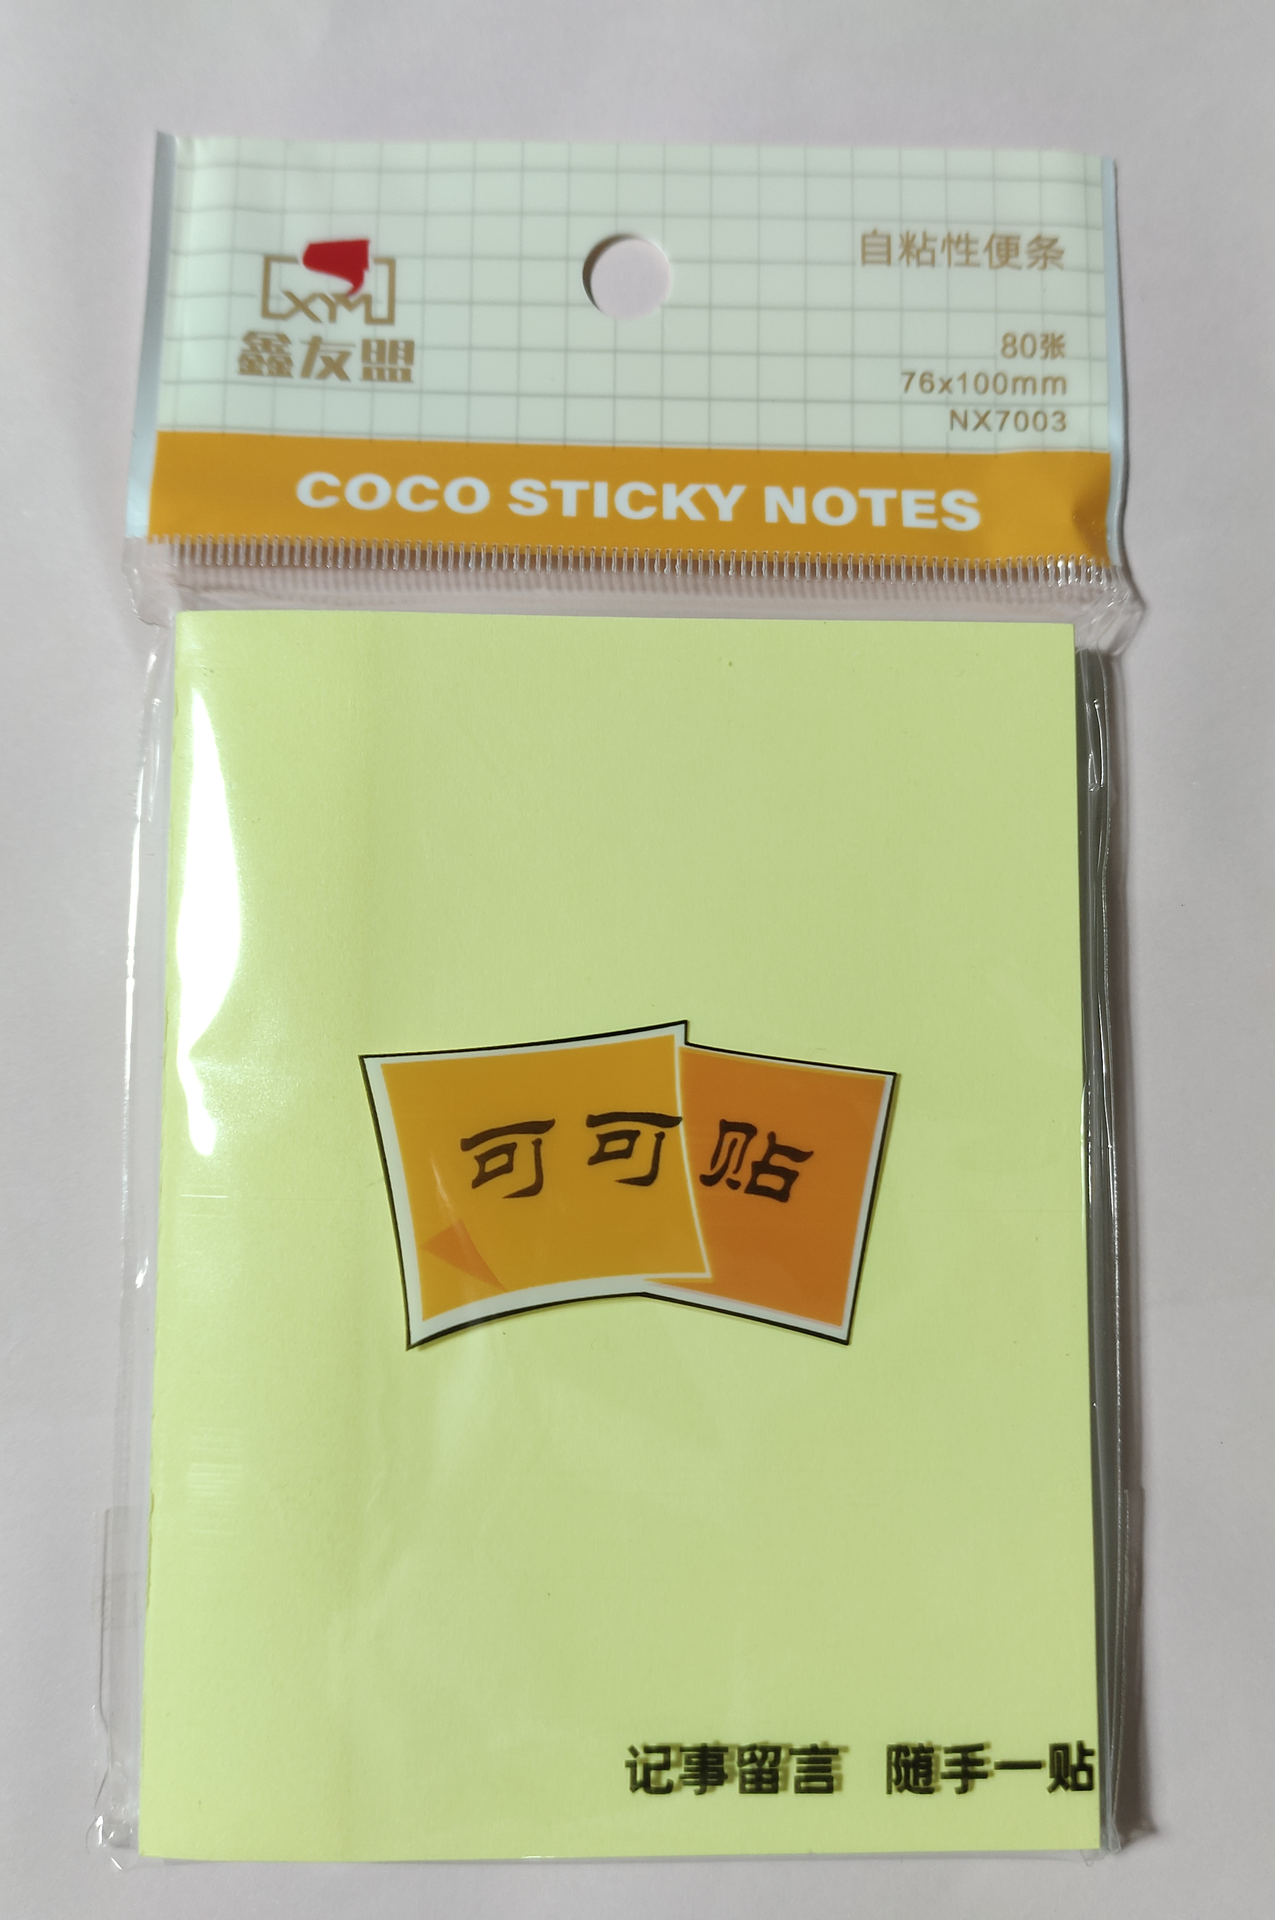 XYM
鑫友盟
自粘性便条
80张
76x100mm
NX7003
COCO STICKY NOTES
可可贴
记事留言 随手一贴